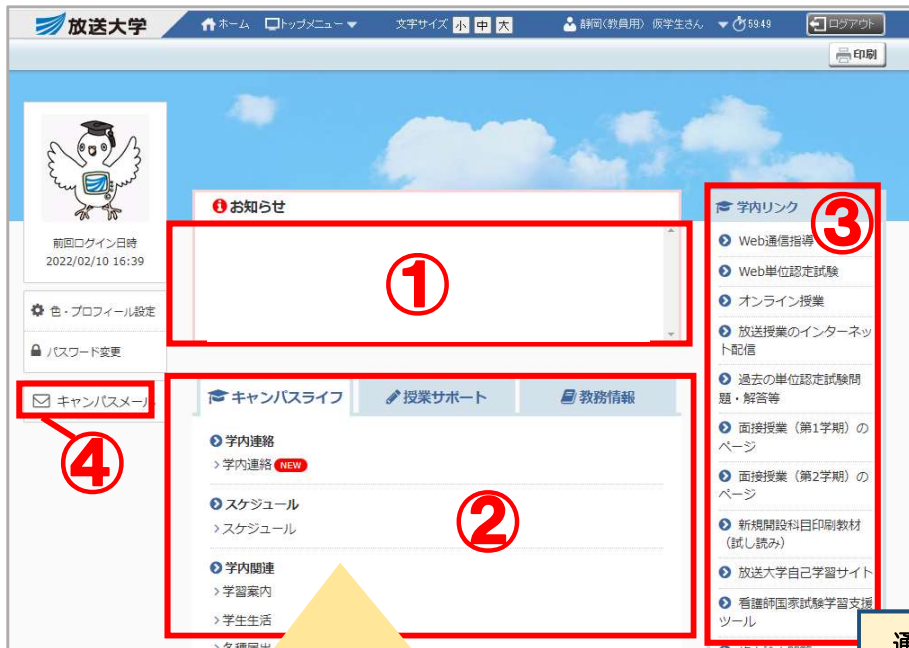 放送大学
ホーム トップメニュー 文字サイズ 小 中 大 静岡(教員用) 仮学生さん 59:49 ログアウト
印刷
前回ログイン日時
2022/02/10 16:39
色・プロフィール設定
パスワード変更
キャンパスメール
④
お知らせ
①
キャンパスライフ 授業サポート 教務情報
学内連絡
学内連絡 NEW
スケジュール
スケジュール
②
学内関連
学習案内
学生生活
各種届出
学内リンク
③
Web通信指導
Web単位認定試験
オンライン授業
放送授業のインターネッ
ト配信
過去の単位認定試験問
題・解答等
面接授業(第1学期)の
ページ
面接授業(第2学期)の
ページ
新規開設科目印刷教材
(試し読み)
放送大学自己学習サイト
看護師国家試験学習支援
ツール
通